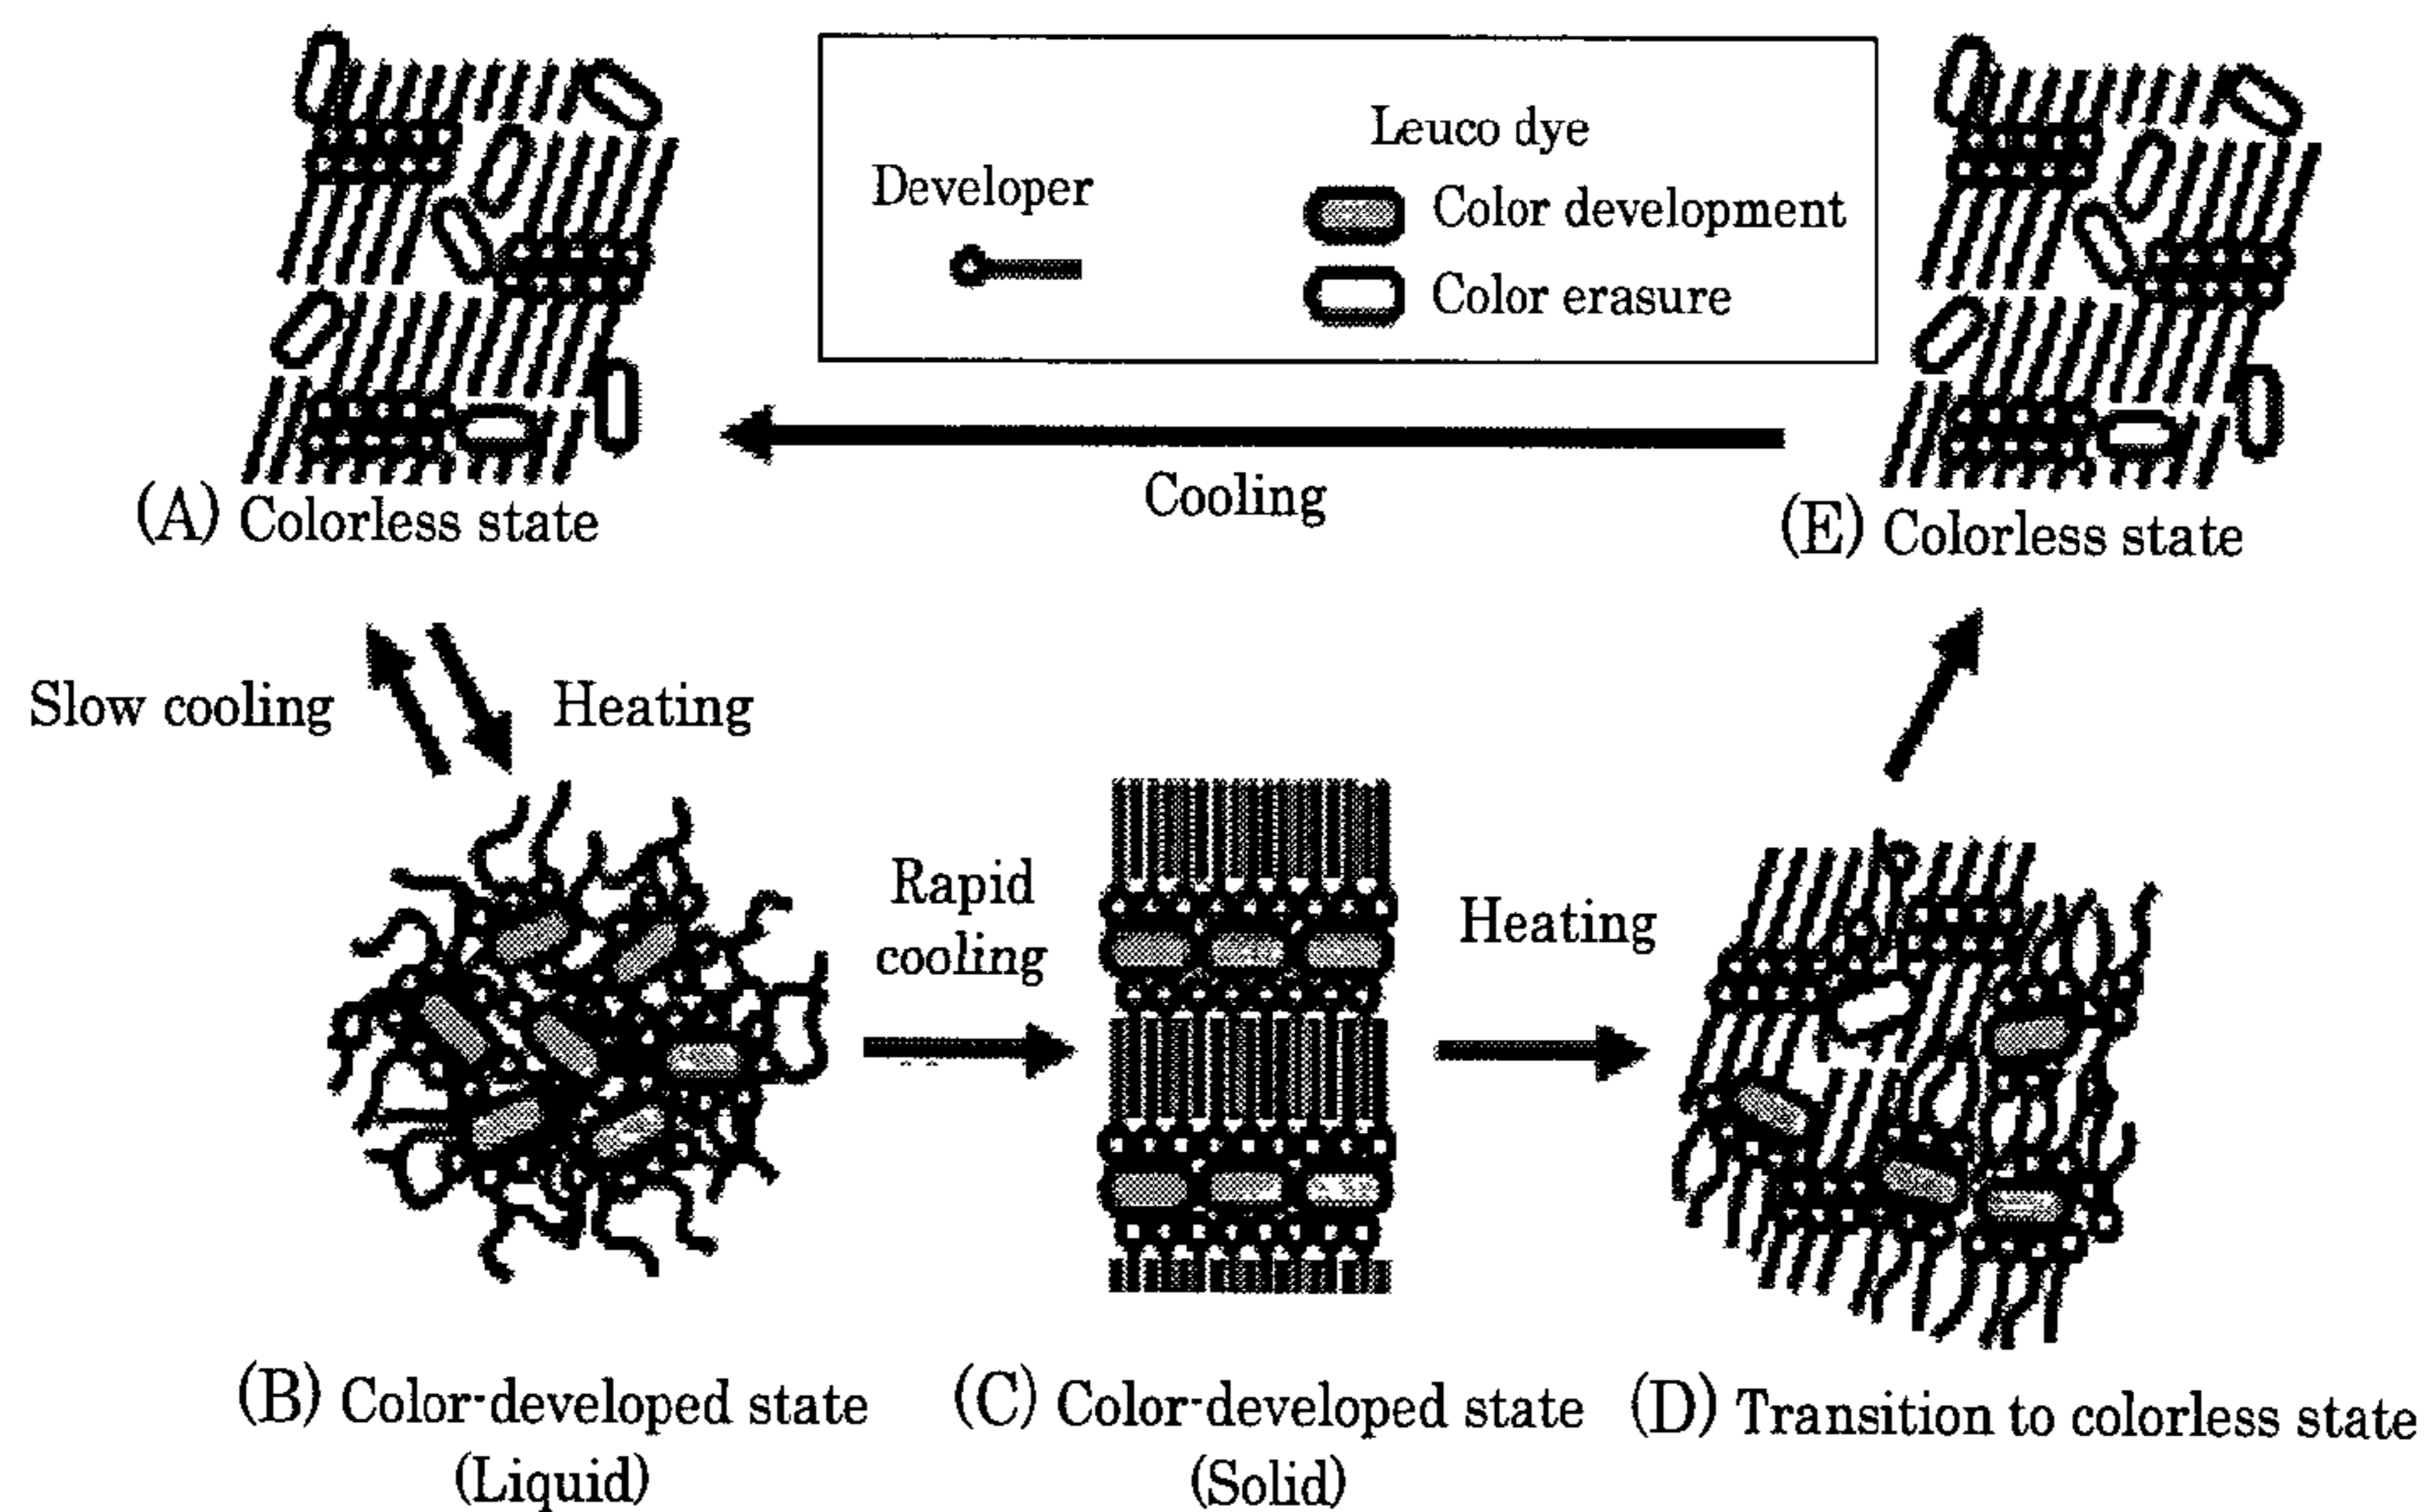 Leuco dye
Developer
Color development
Color erasure
Cooling
(A) Colorless state
(E) Colorless state
Slow cooling
Heating
Rapid
cooling
Heating
(B) Color-developed state
(Liquid)
(C) Color-developed state
(Solid)
(D) Transition to colorless state